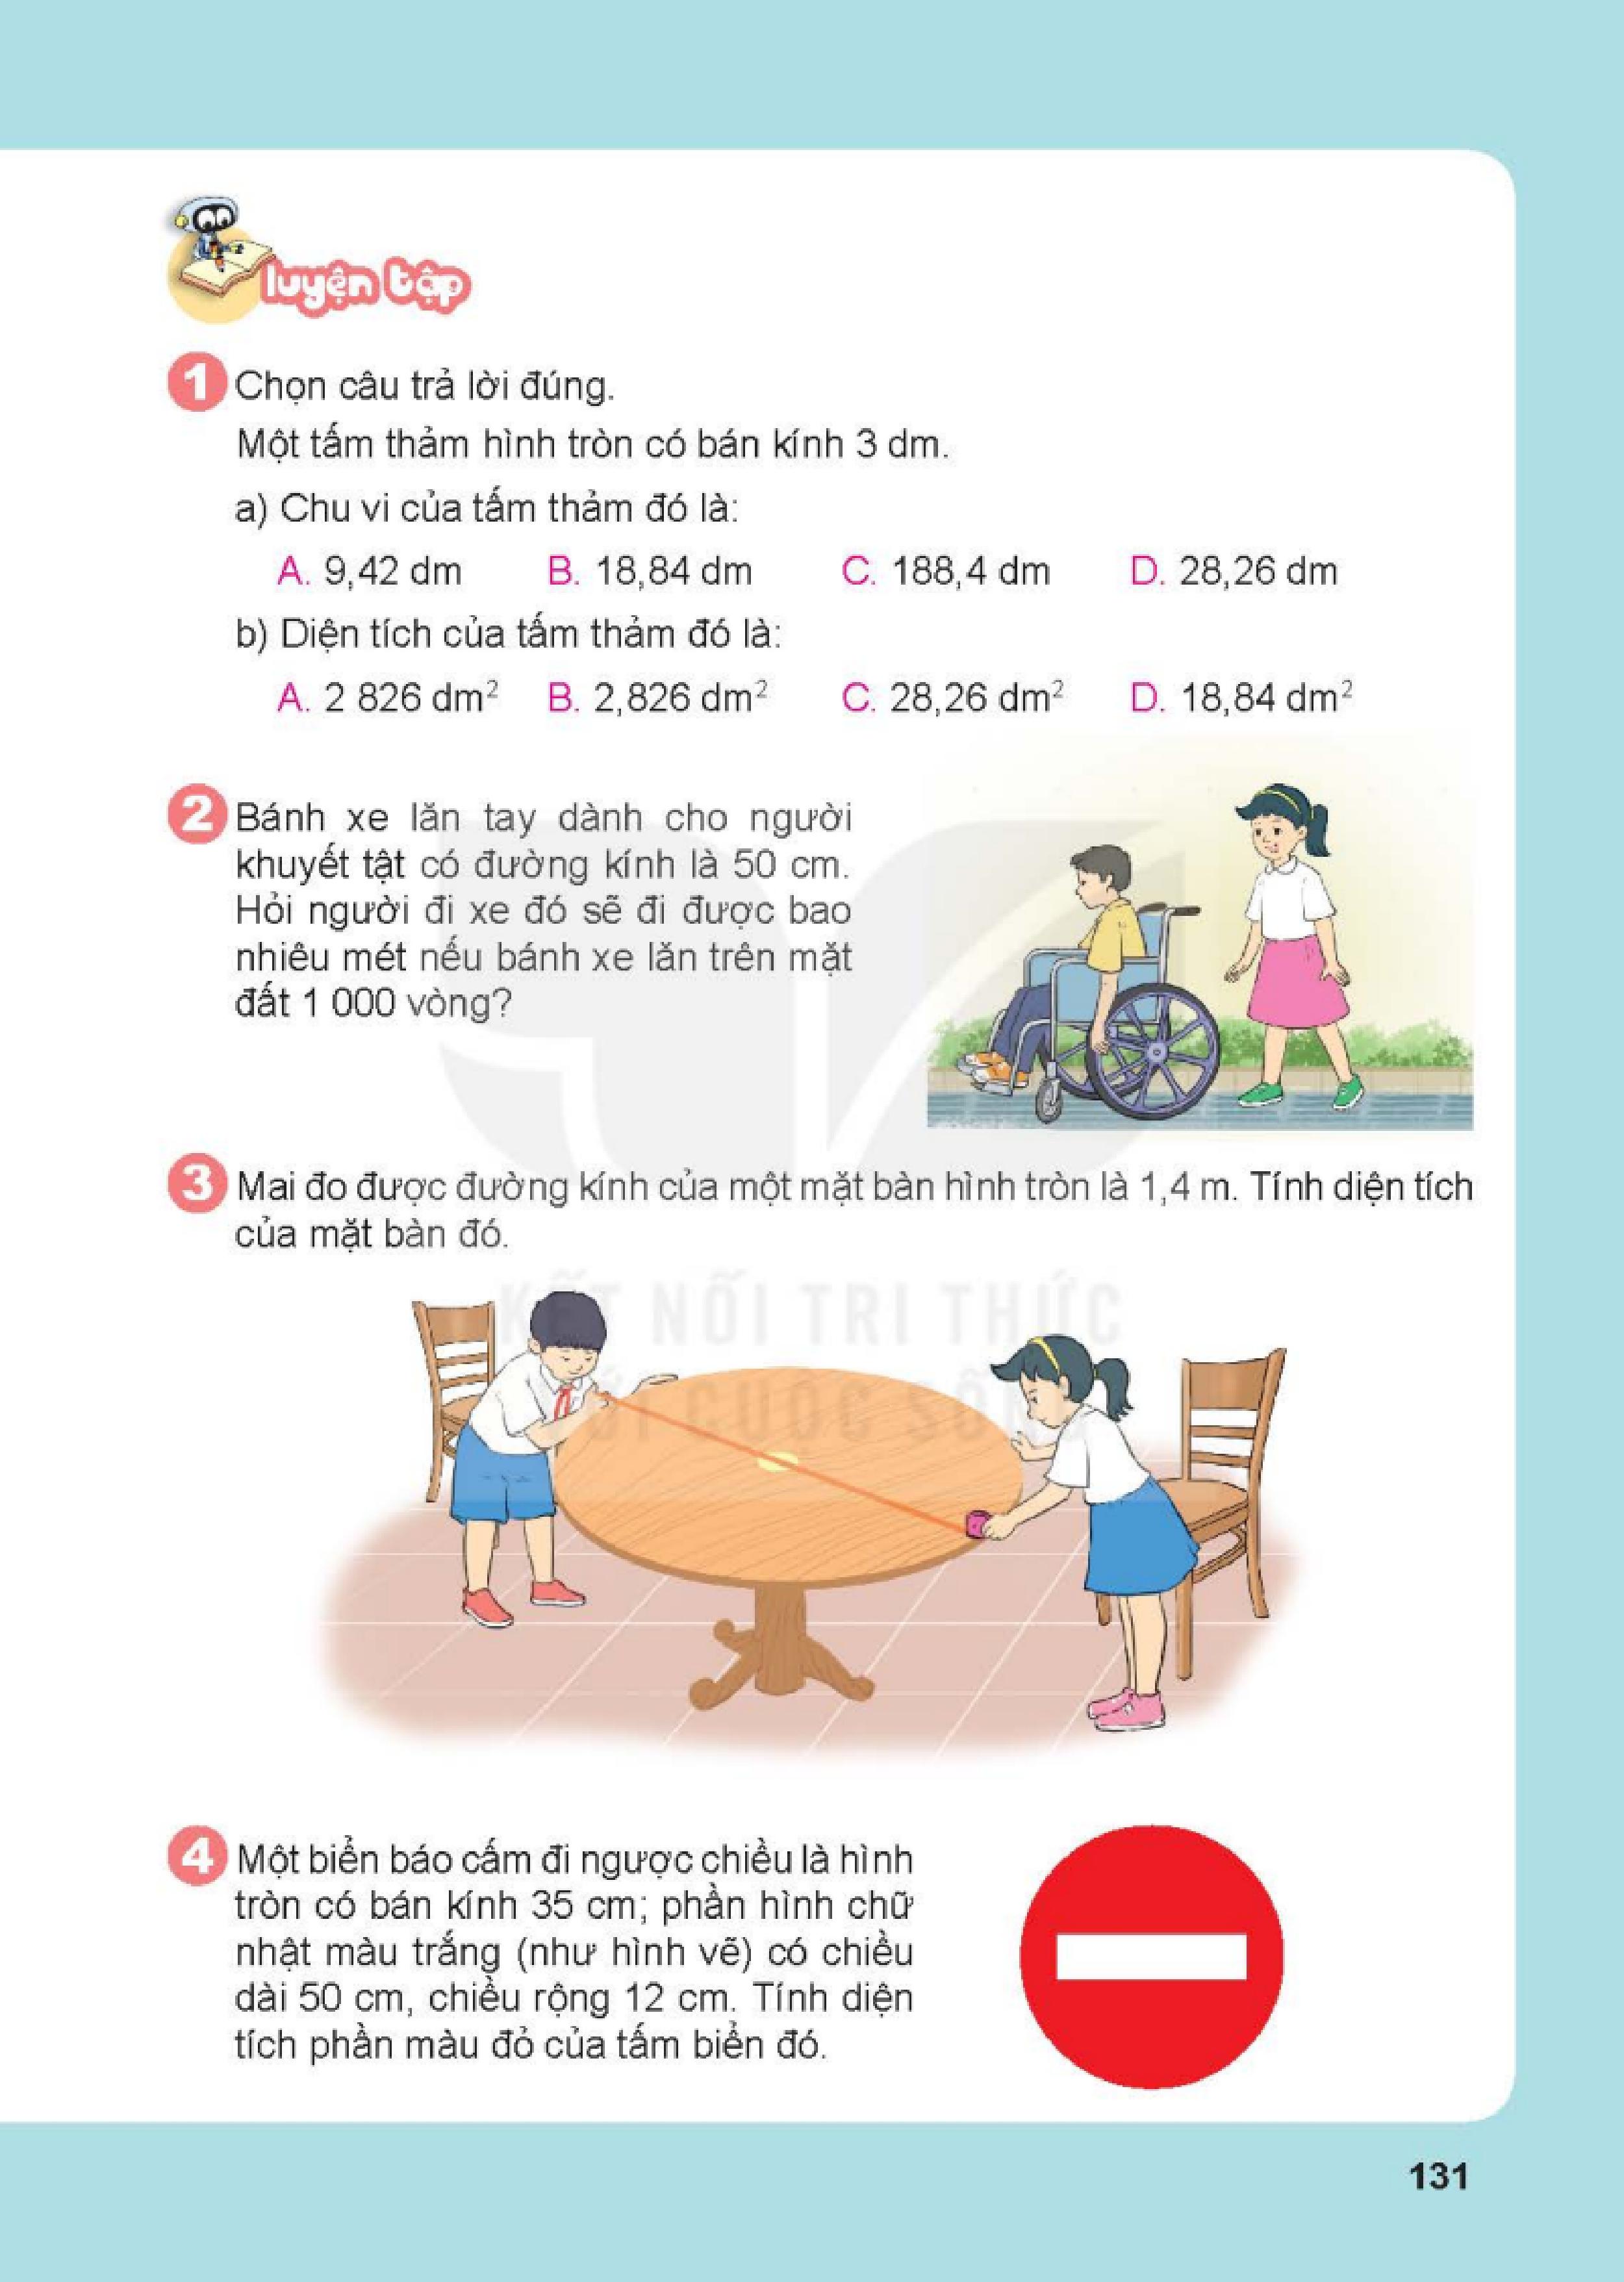 luyện tập
1 Chọn câu trả lời đúng.
Một tấm thảm hình tròn có bán kính 3 dm.
a) Chu vi của tấm thảm đó là:
A. 9,42 dm B. 18,84 dm C. 188,4 dm D. 28,26 dm
b) Diện tích của tấm thảm đó là:
A. 2 826 dm² B. 2,826 dm² C. 28,26 dm² D. 18,84 dm²
2 Bánh xe lăn tay dành cho người
khuyết tật có đường kính là 50 cm.
Hỏi người đi xe đó sẽ đi được bao
nhiêu mét nếu bánh xe lăn trên mặt
đất 1 000 vòng?
3 Mai đo được đường kính của một mặt bàn hình tròn là 1,4 m. Tính diện tích
của mặt bàn đó.
KẾT NỐI TRI THỨC
VỚI CUỘC SỐNG
4 Một biển báo cấm đi ngược chiều là hình
tròn có bán kính 35 cm; phần hình chữ
nhật màu trắng (như hình vẽ) có chiều
dài 50 cm, chiều rộng 12 cm. Tính diện
tích phần màu đỏ của tấm biển đó.
131